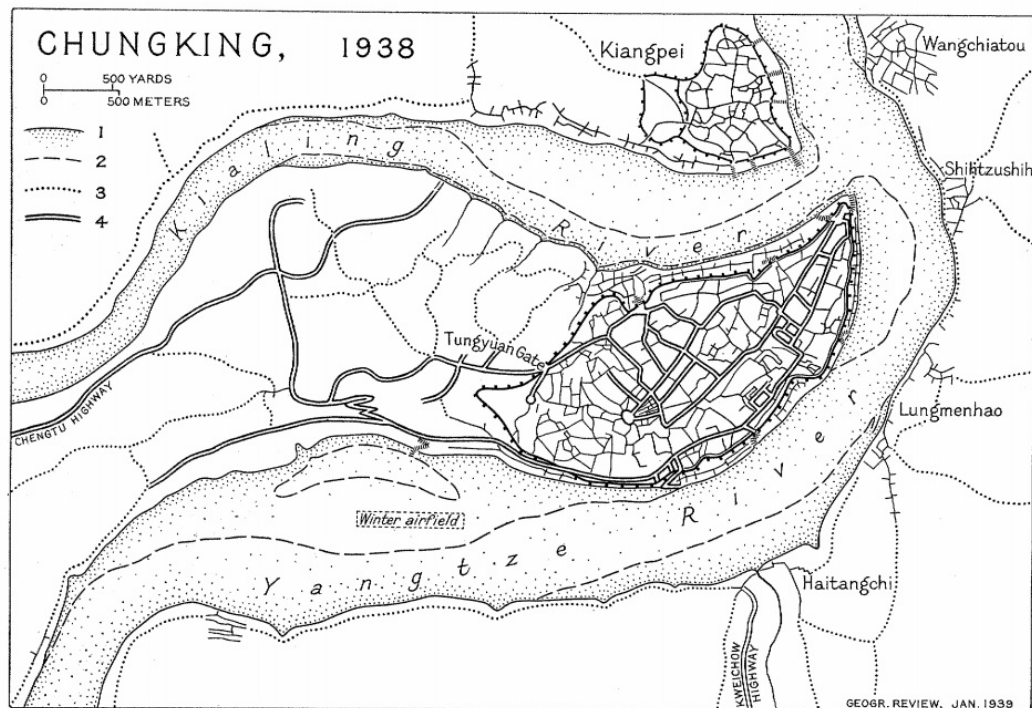 CHUNGKING, 1938
0 500 YARDS
0 500 METERS
1
2
3
4
Kiangpei
Wangchiatou
Shihtzushih
Kialing River
Tungyuan Gate
CHENGTU HIGHWAY
Lungmenhao
Winter airfield
Yangtze River
Haitangchi
KWEICHOW
HIGHWAY
GEOGR. REVIEW, JAN. 1939